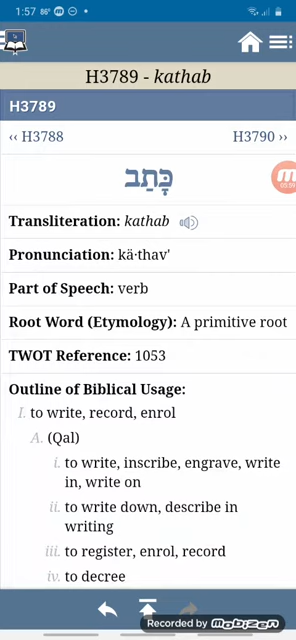 1:57 86°
H3789 - kathab
H3789
‹‹ H3788 H3790 ››
כָּתַב
05:59
Transliteration: kathab
Pronunciation: kä·thav'
Part of Speech: verb
Root Word (Etymology): A primitive root
TWOT Reference: 1053
Outline of Biblical Usage:
I. to write, record, enrol
A. (Qal)
i. to write, inscribe, engrave, write
in, write on
ii. to write down, describe in
writing
iii. to register, enrol, record
iv. to decree
Recorded by Mobizen